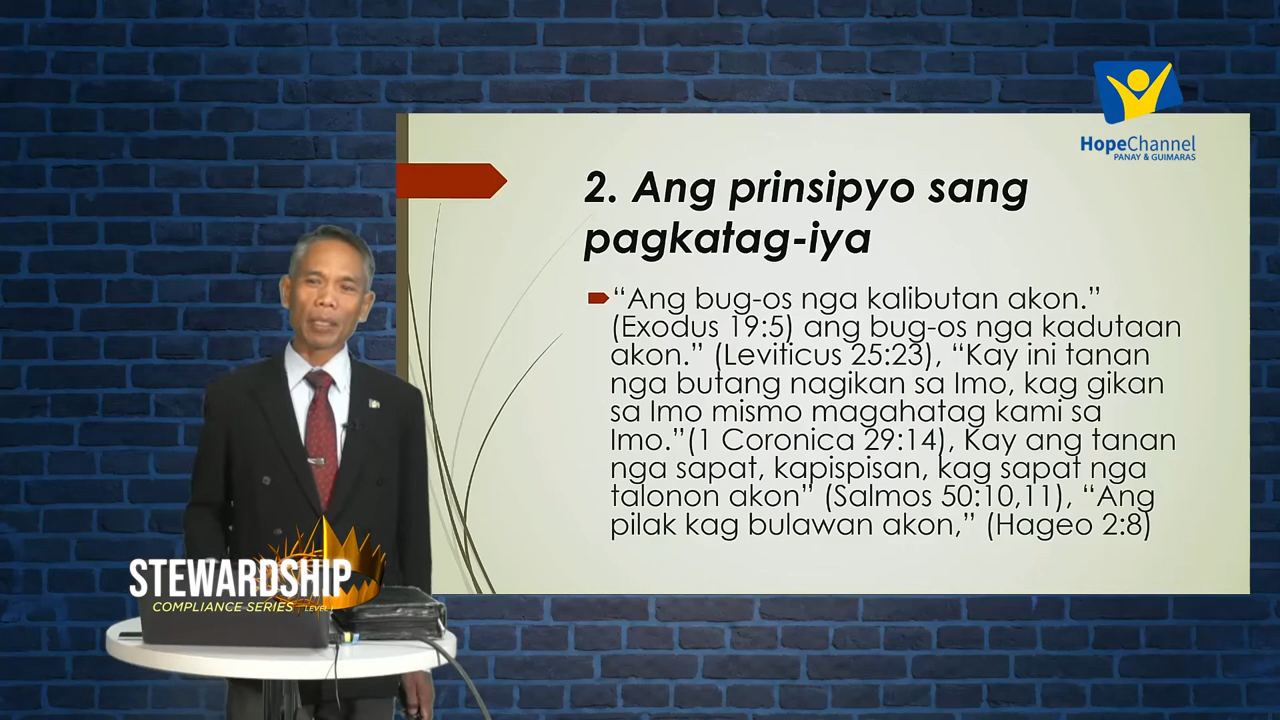 HopeChannel
PANAY & GUIMARAS
2. Ang prinsipyo sang
pagkatag-iya
“Ang bug-os nga kalibutan akon.”
(Exodus 19:5) ang bug-os nga kadutaan
akon.” (Leviticus 25:23), “Kay ini tanan
nga butang nagikan sa Imo, kag gikan
sa Imo mismo magahatag kami sa
Imo.”(1 Coronica 29:14), Kay ang tanan
nga sapat, kapispisan, kag sapat nga
talonon akon” (Salmos 50:10,11), “Ang
pilak kag bulawan akon,” (Hageo 2:8)
STEWARDSHIP
COMPLIANCE SERIES LEVEL I